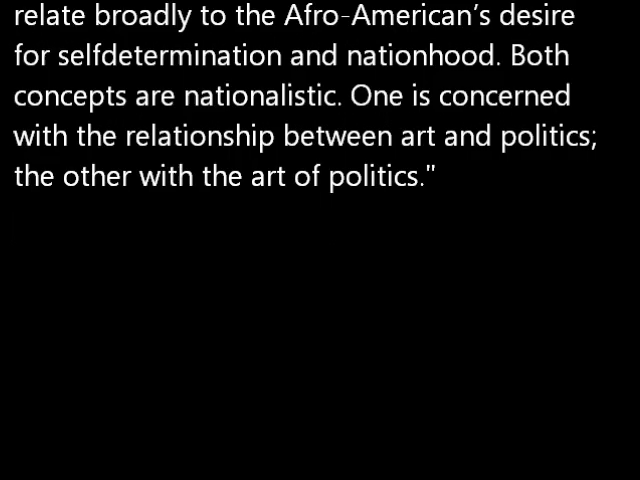 relate broadly to the Afro-American’s desire
for selfdetermination and nationhood. Both
concepts are nationalistic. One is concerned
with the relationship between art and politics;
the other with the art of politics."